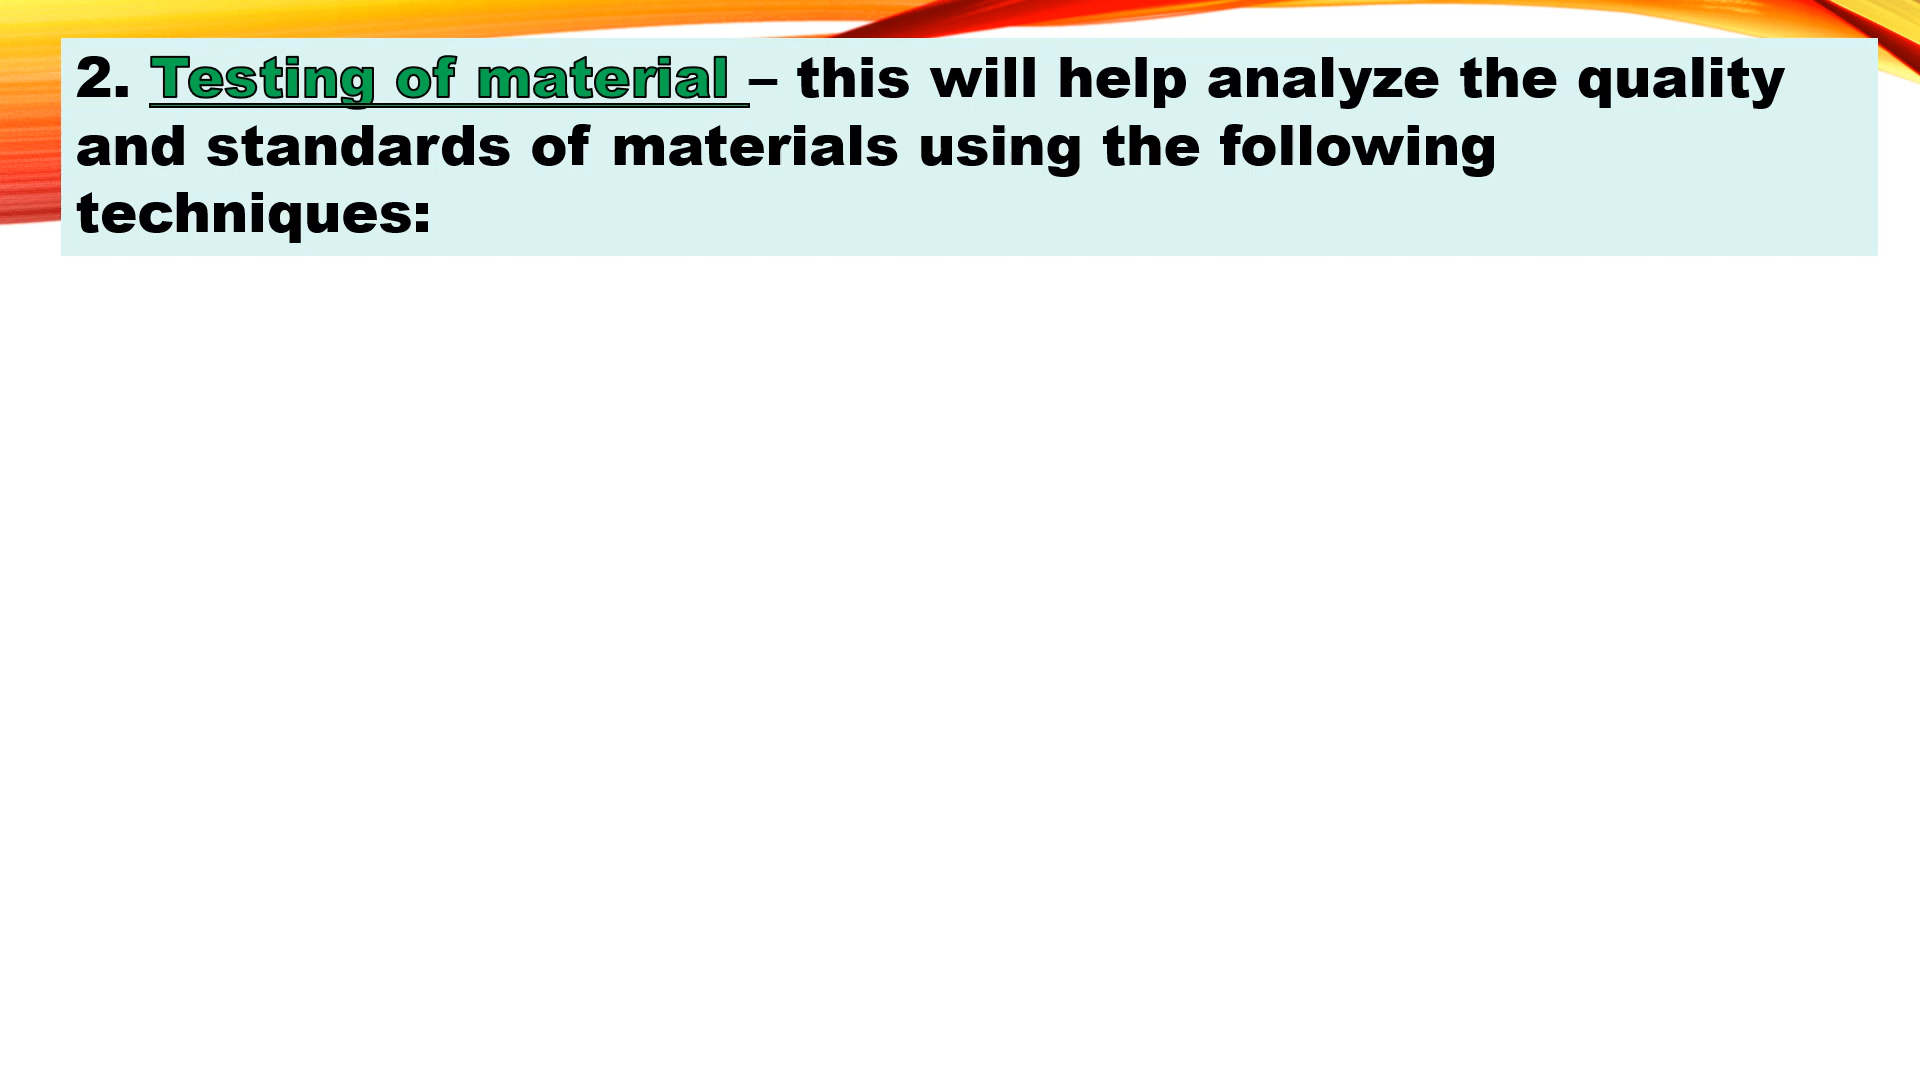 2. Testing of material – this will help analyze the quality
and standards of materials using the following
techniques: